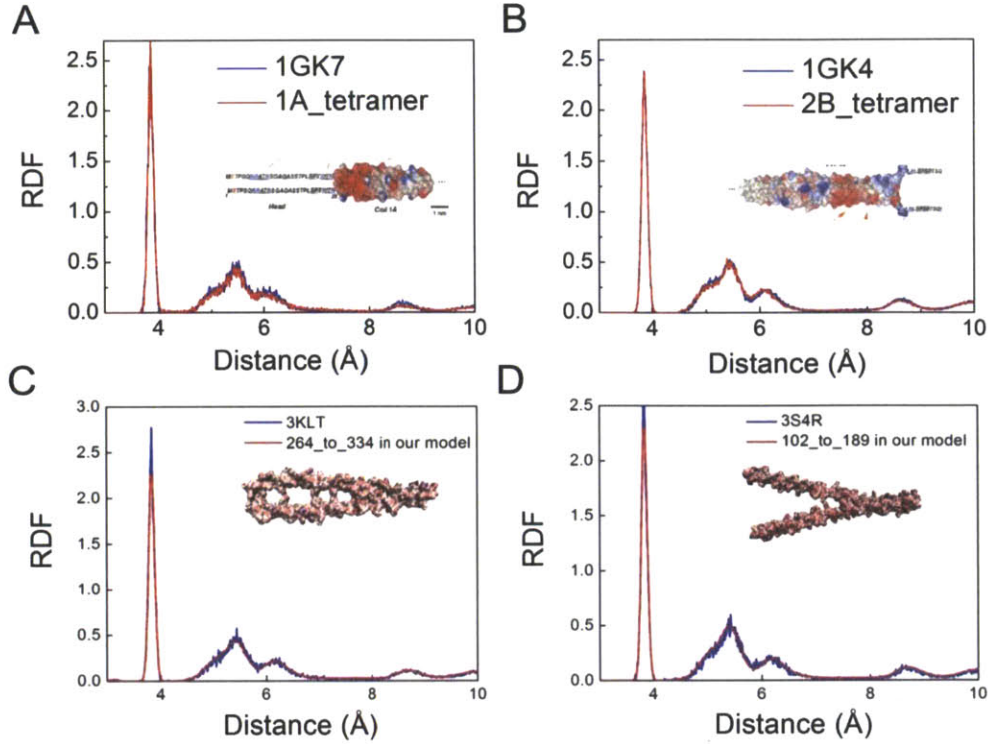 A
2.5
2.0
1.5
1.0
0.5
0.0
RDF
1GK7
1A_tetramer
Head
Coil 1A
1 nm
4
6
8
10
Distance (Å)
B
2.5
2.0
1.5
1.0
0.5
0.0
RDF
1GK4
2B_tetramer
4
6
8
10
Distance (Å)
C
3.0
2.5
2.0
1.5
1.0
0.5
0.0
RDF
3KLT
264_to_334 in our model
4
6
8
10
Distance (Å)
D
2.5
2.0
1.5
1.0
0.5
0.0
RDF
3S4R
102_to_189 in our model
4
6
8
10
Distance (Å)